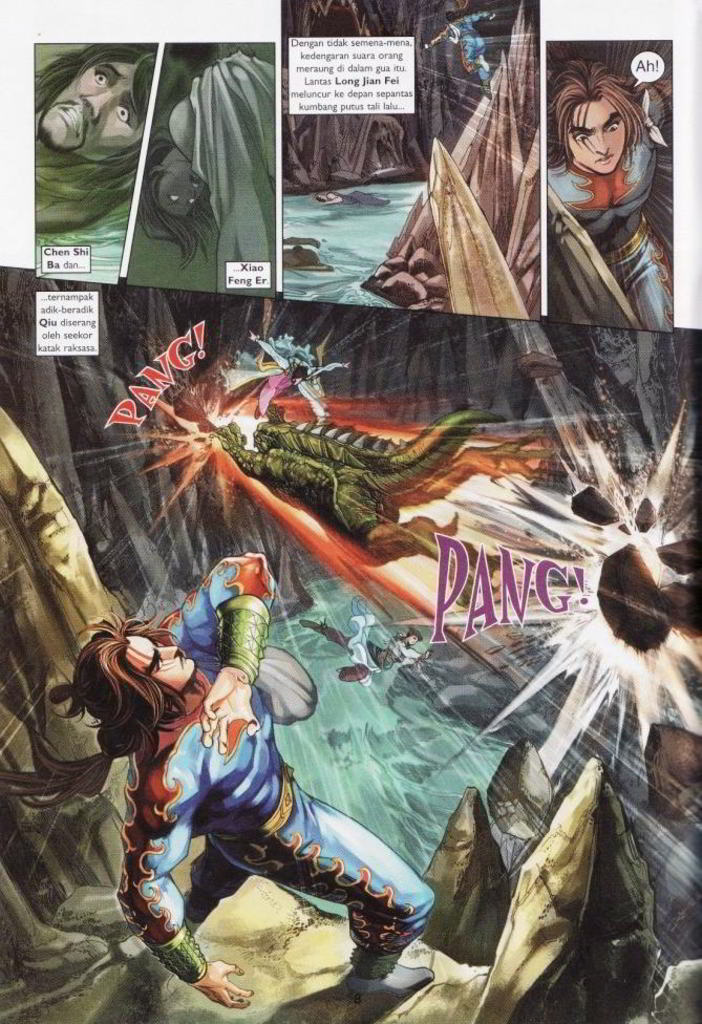 Chen Shi
Ba dan...
...Xiao
Feng Er.
Dengan tidak semena-mena,
kedengaran suara orang
meraung di dalam gua itu.
Lantas Long Jian Fei
meluncur ke depan sepantas
kumbang putus tali lalu...
Ah!
...ternampak
adik-beradik
Qiu diserang
oleh seekor
katak raksasa.
PANG!
PANG!
8